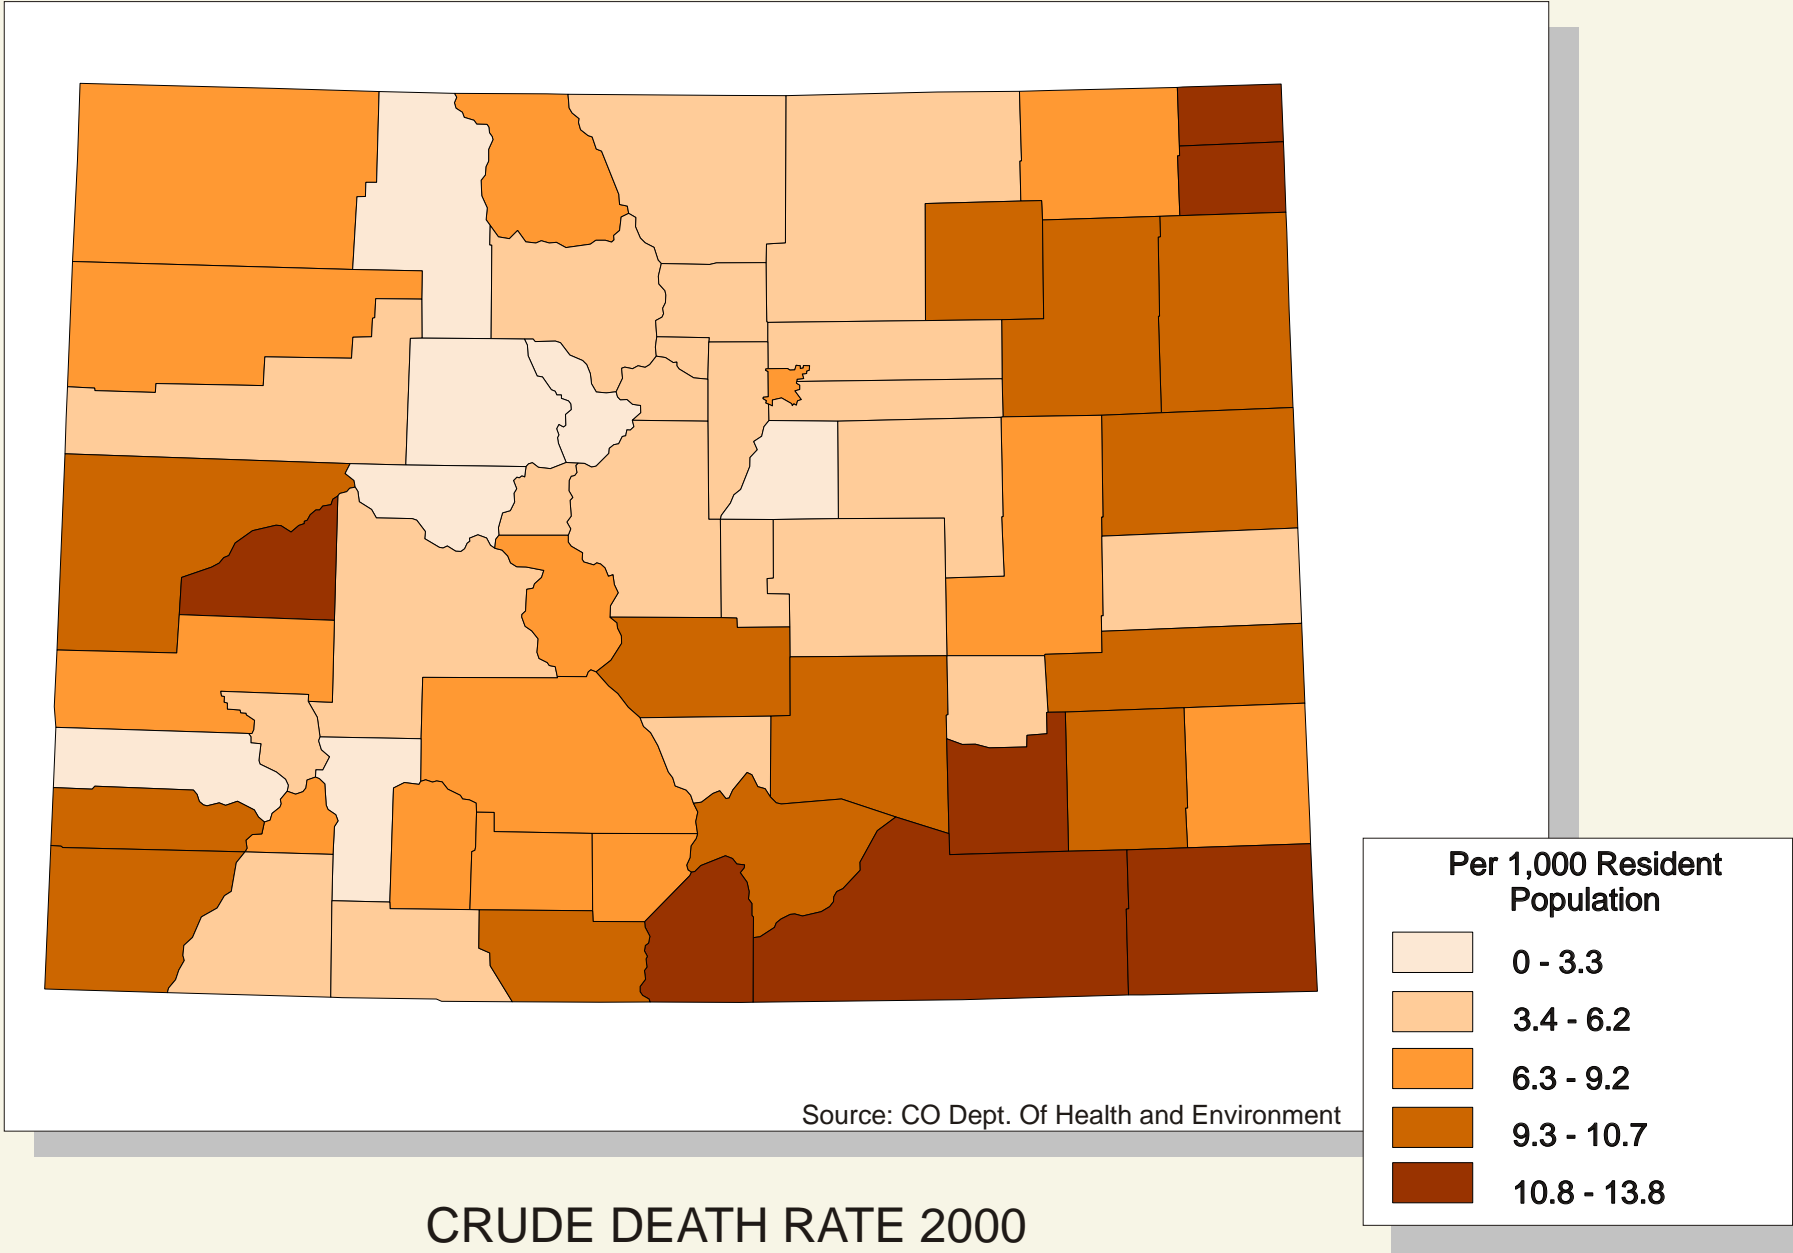 Per 1,000 Resident
Population
0 - 3.3
3.4 - 6.2
6.3 - 9.2
9.3 - 10.7
10.8 - 13.8
Source: CO Dept. Of Health and Environment
CRUDE DEATH RATE 2000